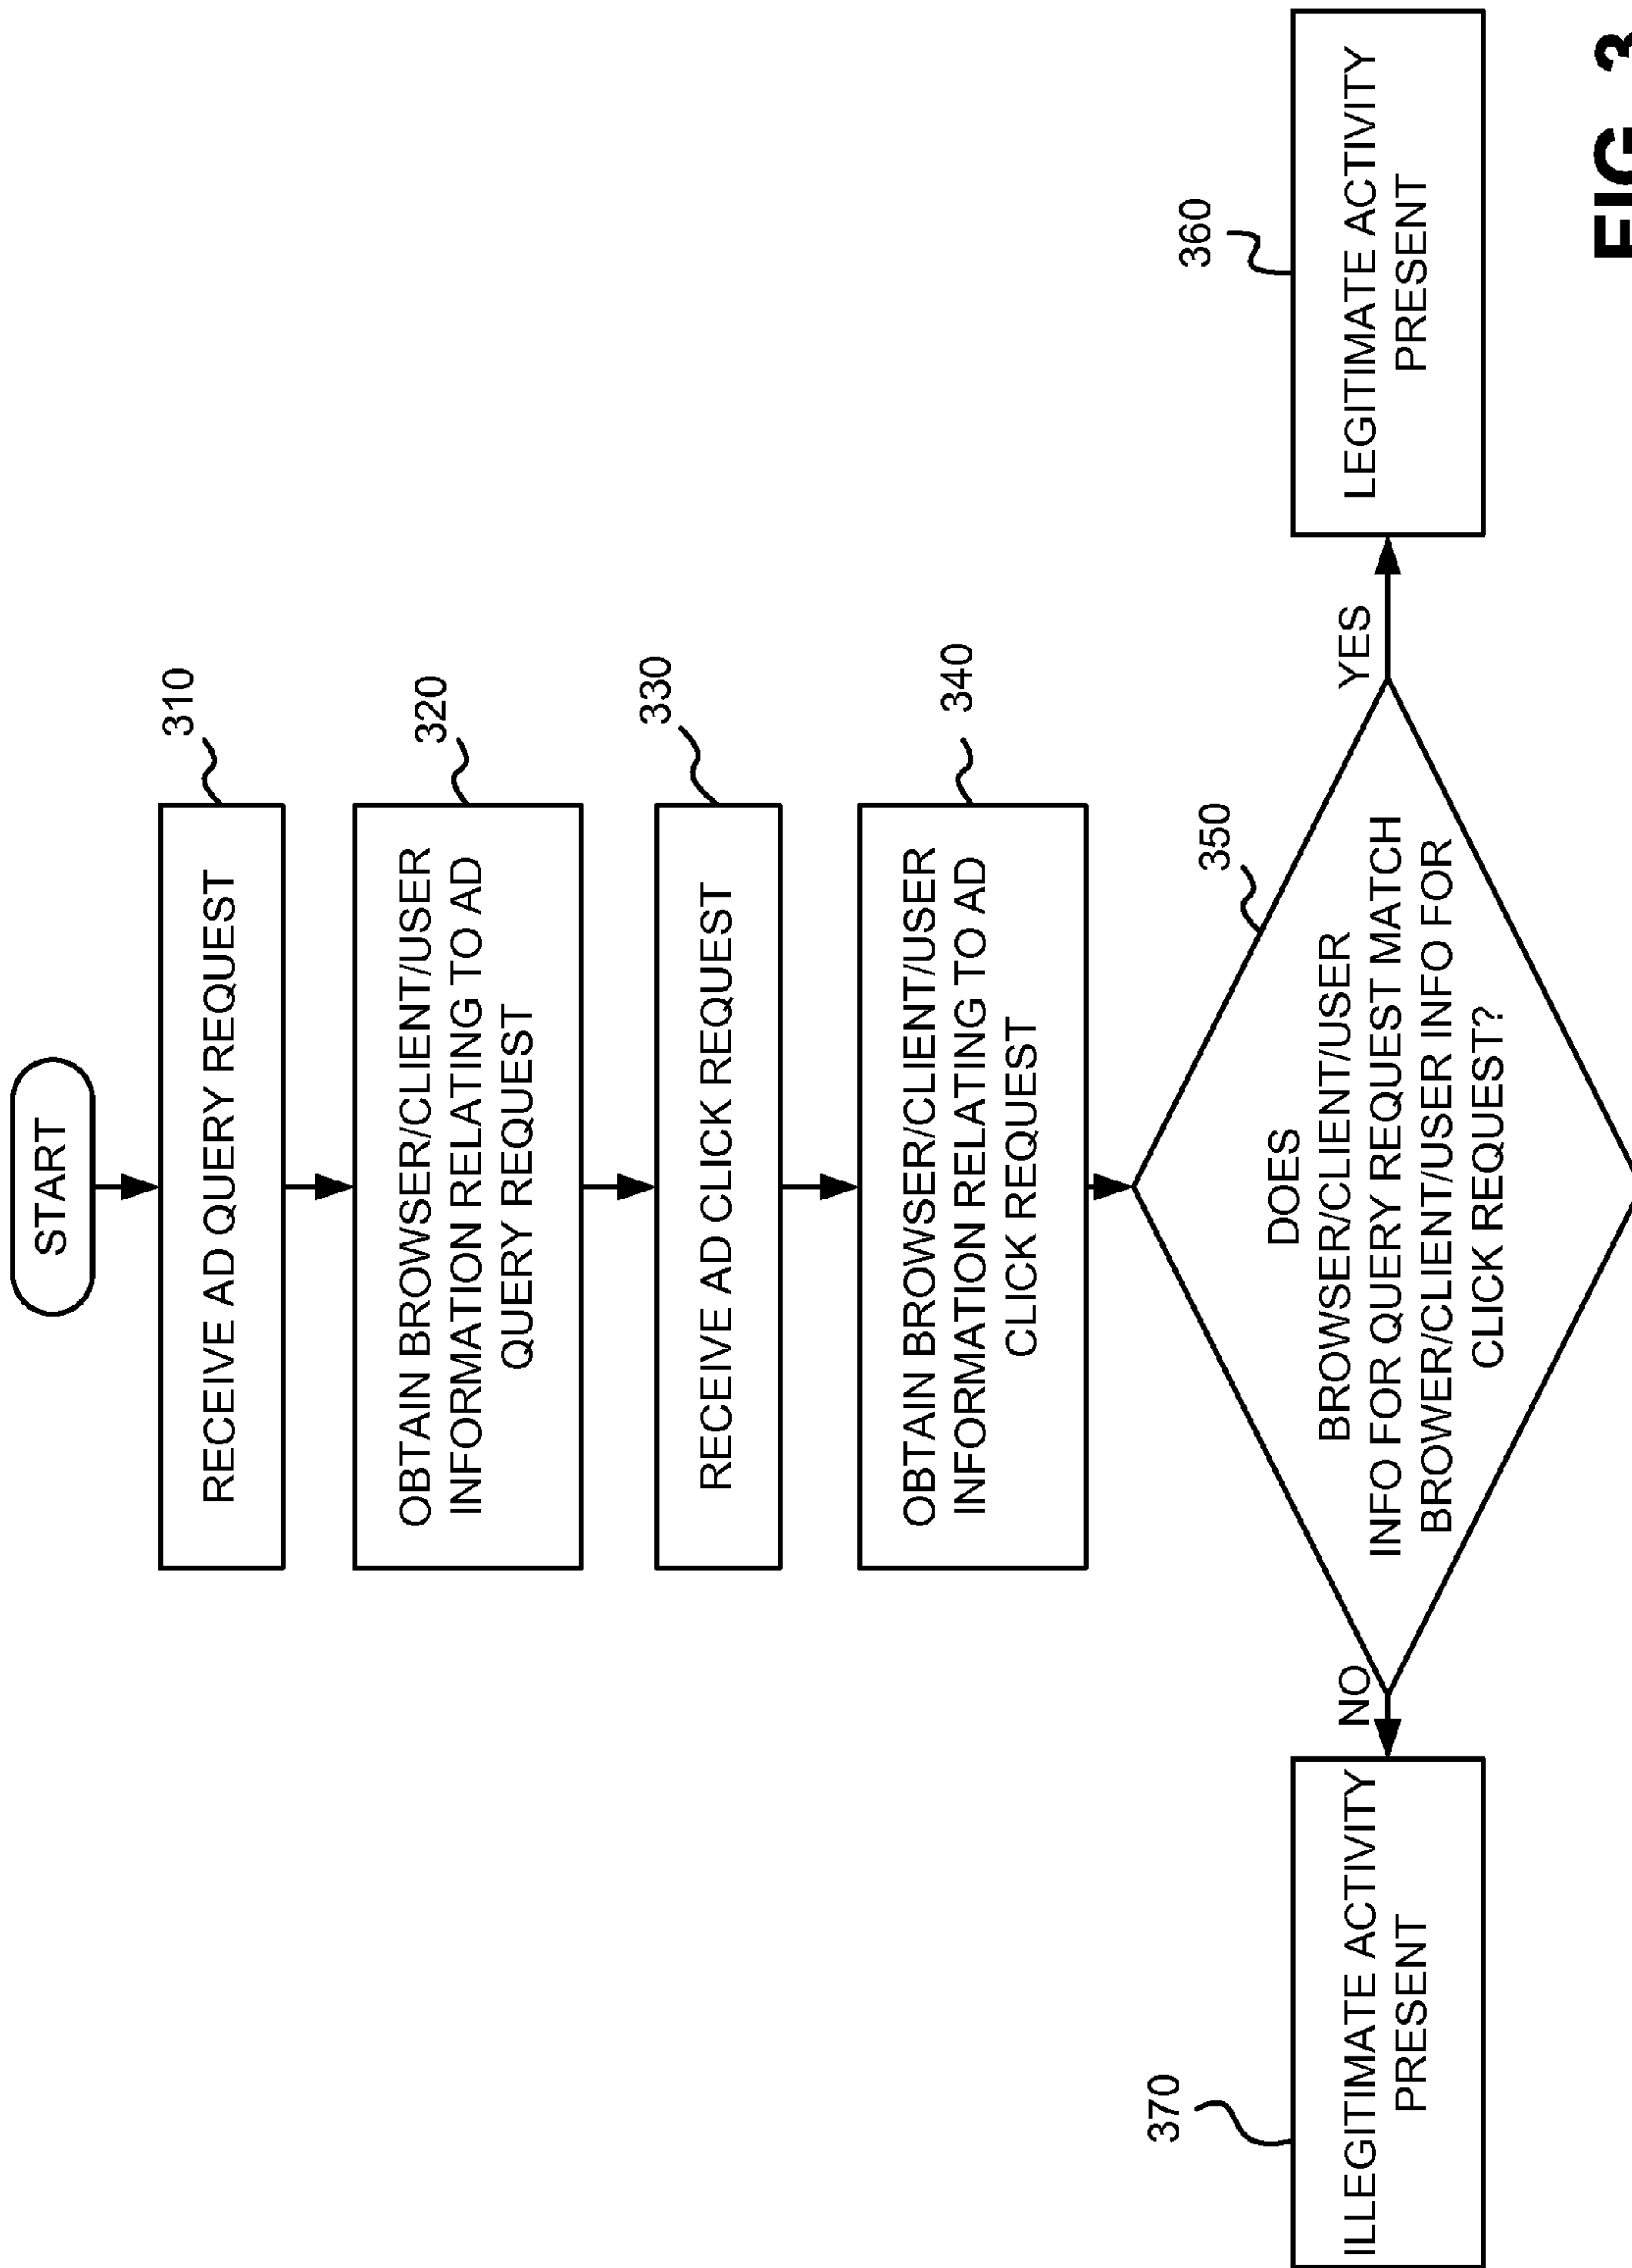 START
310
RECEIVE AD QUERY REQUEST
320
OBTAIN BROWSER/CLIENT/USER
INFORMATION RELATING TO AD
QUERY REQUEST
330
RECEIVE AD CLICK REQUEST
340
OBTAIN BROWSER/CLIENT/USER
INFORMATION RELATING TO AD
CLICK REQUEST
350
DOES
BROWSER/CLIENT/USER
INFO FOR QUERY REQUEST MATCH
BROWER/CLIENT/USER INFO FOR
CLICK REQUEST?
NO
YES
370
ILLEGITIMATE ACTIVITY
PRESENT
360
LEGITIMATE ACTIVITY
PRESENT
FIG. 3